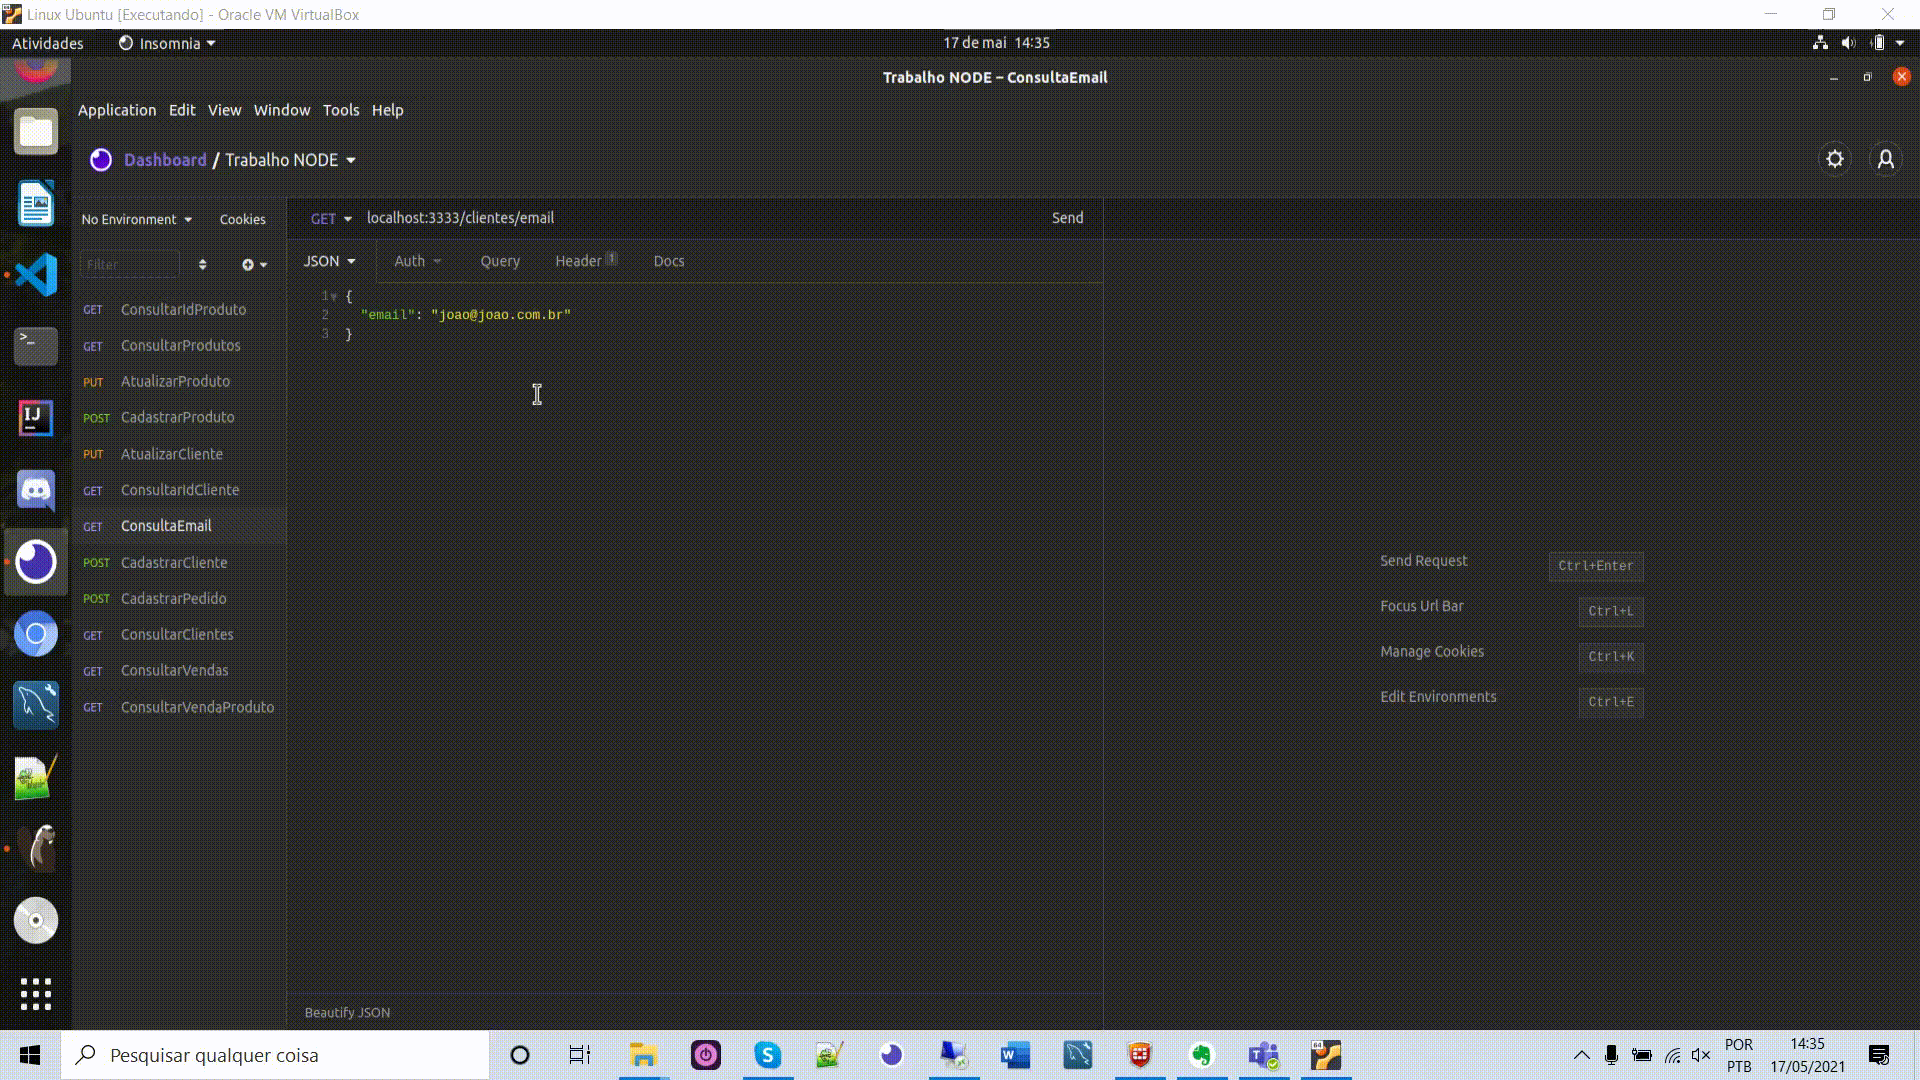 Linux Ubuntu [Executando] - Oracle VM VirtualBox
Atividades
Insomnia
17 de mai 14:35
Trabalho NODE – ConsultaEmail
Application Edit View Window Tools Help
Dashboard / Trabalho NODE
No Environment Cookies
GET localhost:3333/clientes/email Send
Filter
JSON Auth Query Header 1 Docs
1 {
2 "email": "joao@joao.com.br"
3 }
GET ConsultarIdProduto
GET ConsultarProdutos
PUT AtualizarProduto
POST CadastrarProduto
PUT AtualizarCliente
GET ConsultarIdCliente
GET ConsultaEmail
POST CadastrarCliente
POST CadastrarPedido
GET ConsultarClientes
GET ConsultarVendas
GET ConsultarVendaProduto
Send Request Ctrl+Enter
Focus Url Bar Ctrl+L
Manage Cookies Ctrl+K
Edit Environments Ctrl+E
Beautify JSON
Pesquisar qualquer coisa
POR
PTB
14:35
17/05/2021